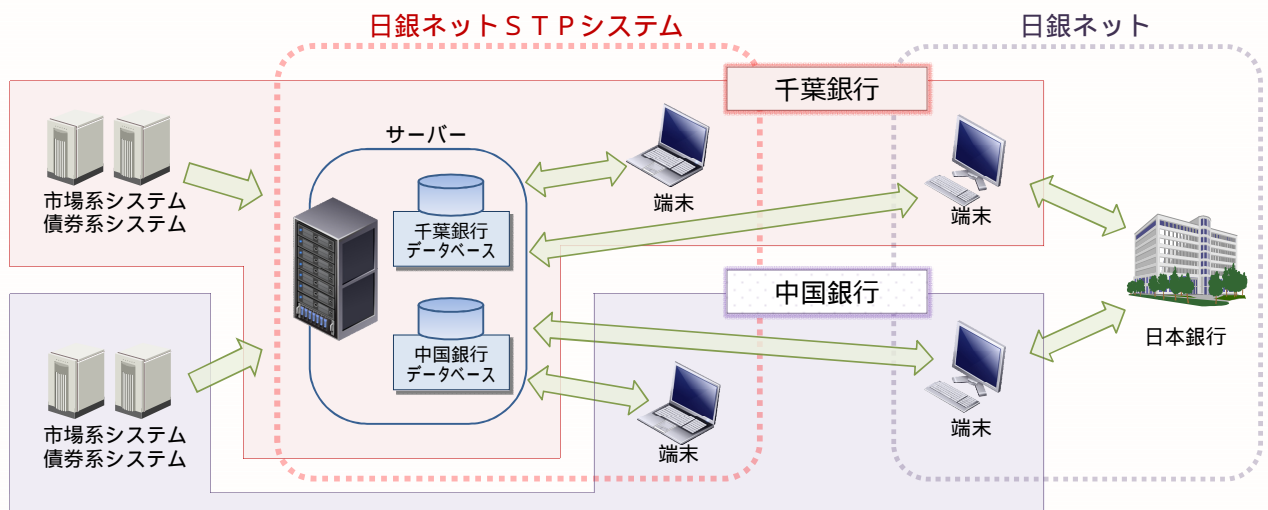 日銀ネットＳＴＰシステム
日銀ネット
千葉銀行
サーバー
市場系システム
債券系システム
端末
端末
千葉銀行
データベース
中国銀行
日本銀行
中国銀行
データベース
市場系システム
債券系システム
端末
端末